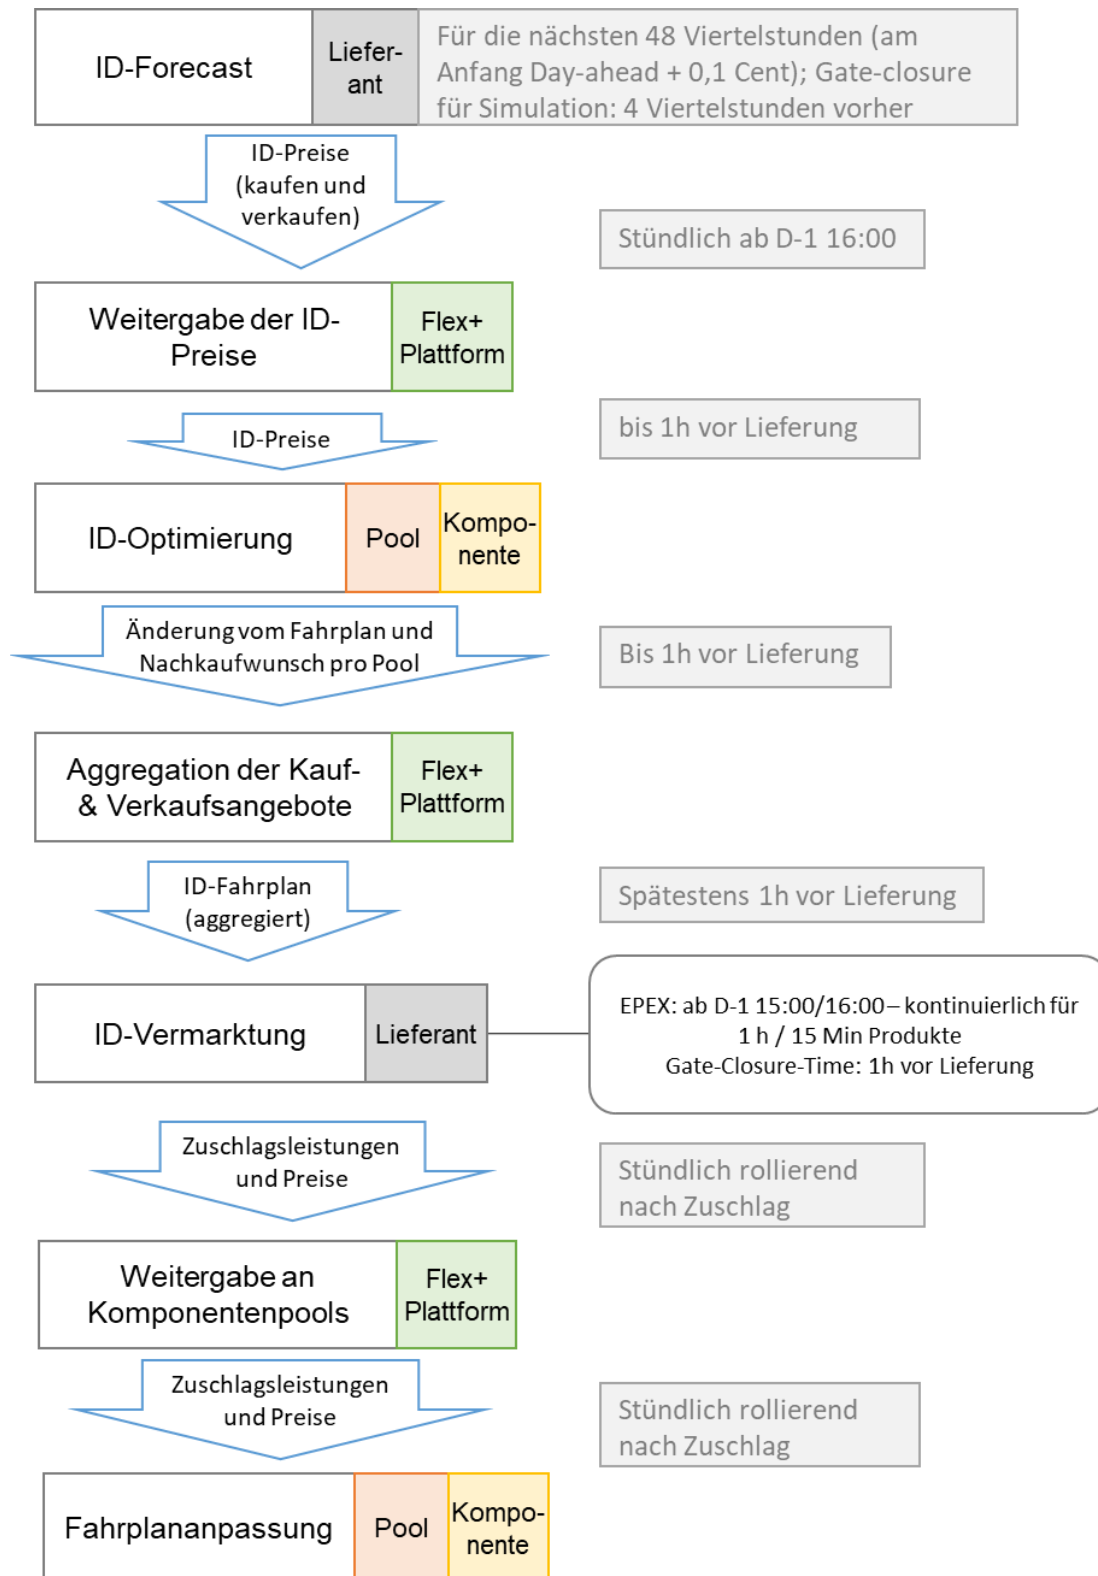 ID-Forecast
Liefer-
ant
Für die nächsten 48 Viertelstunden (am
Anfang Day-ahead + 0,1 Cent); Gate-closure
für Simulation: 4 Viertelstunden vorher
ID-Preise
(kaufen und
verkaufen)
Stündlich ab D-1 16:00
Weitergabe der ID-
Preise
Flex+
Plattform
ID-Preise
bis 1h vor Lieferung
ID-Optimierung
Pool
Kompo-
nente
Änderung vom Fahrplan und
Nachkaufwunsch pro Pool
Bis 1h vor Lieferung
Aggregation der Kauf-
& Verkaufsangebote
Flex+
Plattform
ID-Fahrplan
(aggregiert)
Spätestens 1h vor Lieferung
ID-Vermarktung
Lieferant
EPEX: ab D-1 15:00/16:00 – kontinuierlich für
1 h / 15 Min Produkte
Gate-Closure-Time: 1h vor Lieferung
Zuschlagsleistungen
und Preise
Stündlich rollierend
nach Zuschlag
Weitergabe an
Komponentenpools
Flex+
Plattform
Zuschlagsleistungen
und Preise
Stündlich rollierend
nach Zuschlag
Fahrplananpassung
Pool
Kompo-
nente